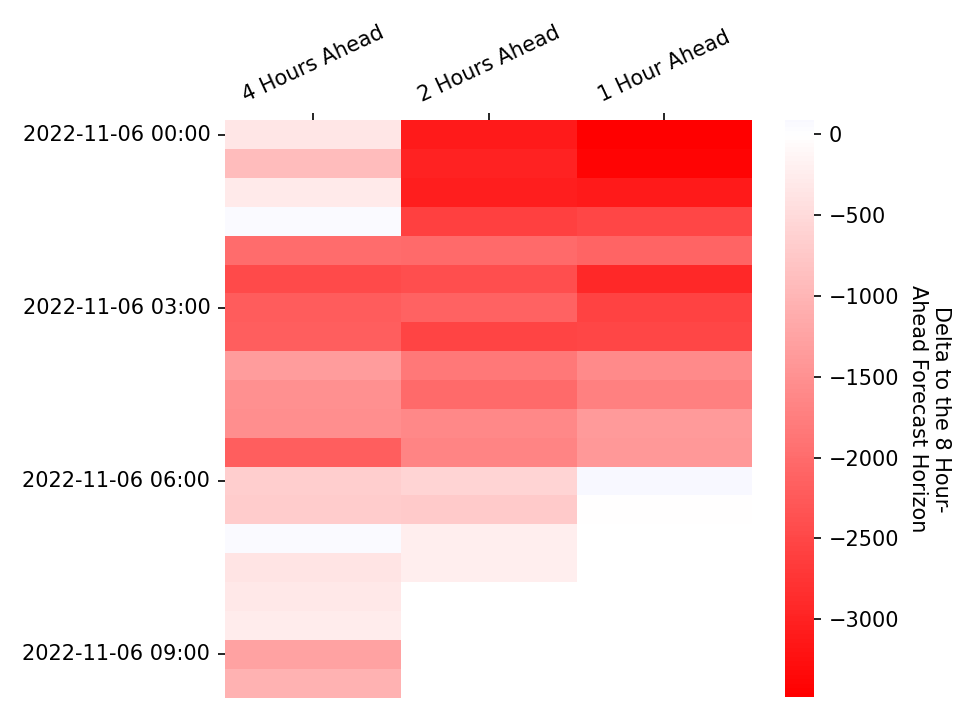 4 Hours Ahead
2 Hours Ahead
1 Hour Ahead
2022-11-06 00:00
2022-11-06 03:00
2022-11-06 06:00
2022-11-06 09:00
0
−500
−1000
−1500
−2000
−2500
−3000
Delta to the 8 Hour-
Ahead Forecast Horizon